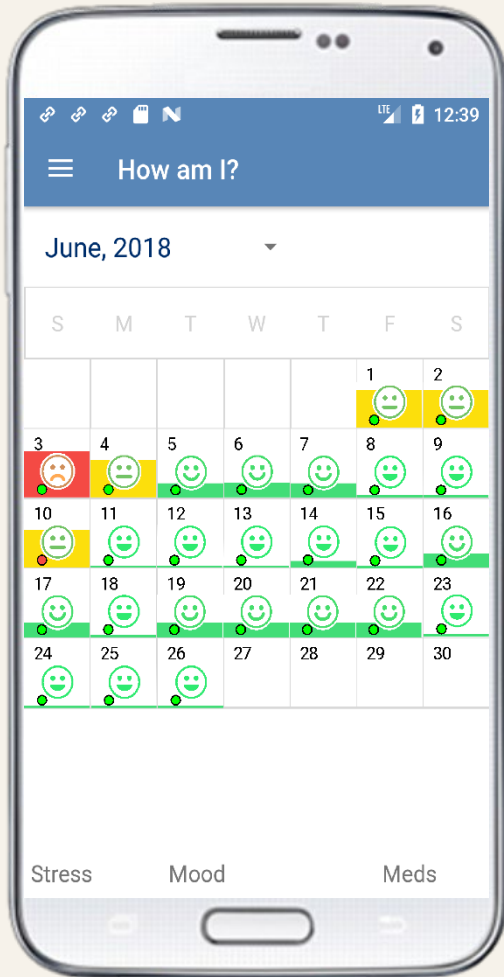 LTE 12:39
How am I?
June, 2018
S M T W T F S
1 2
3 4 5 6 7 8 9
10 11 12 13 14 15 16
17 18 19 20 21 22 23
24 25 26 27 28 29 30
Stress Mood Meds